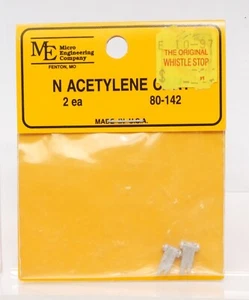 ME Micro
Engineering
Company
FENTON, MO
THE ORIGINAL
WHISTLE STOP
N ACETYLENE
2 ea 80-142
MADE IN U.S.A.